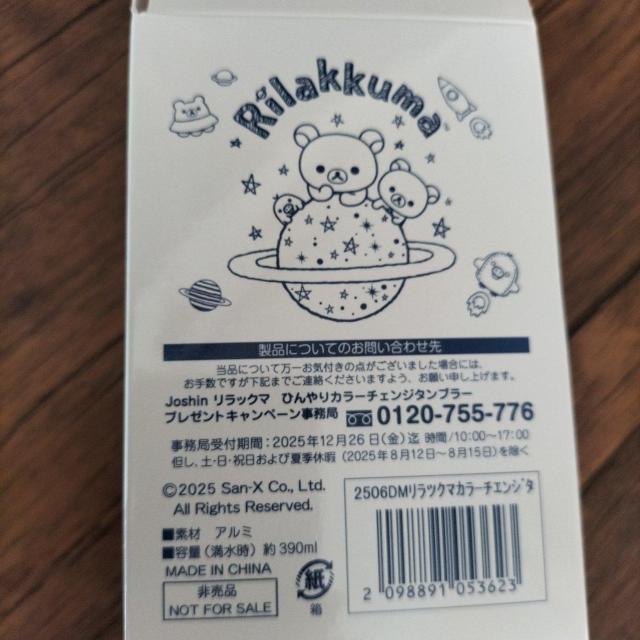 Rilakkuma
製品についてのお問い合わせ先
当品について万一お気付きの点がございました場合には、
お手数ですが下記までご連絡くださいますよう、お願い申し上げます。
Joshin リラックマ ひんやりカラーチェンジタンブラー
プレゼントキャンペーン事務局 0120-755-776
事務局受付期間：2025年12月26日(金)迄 時間/10:00〜17:00
但し、土・日・祝日および夏季休暇（2025年8月12日〜8月15日）を除く
©2025 San-X Co., Ltd.
All Rights Reserved.
■素材 アルミ
■容量（満水時）約390ml
MADE IN CHINA
非売品
NOT FOR SALE
紙
箱
2506DMリラツクマカラーチエンジタ
2 098891 053623